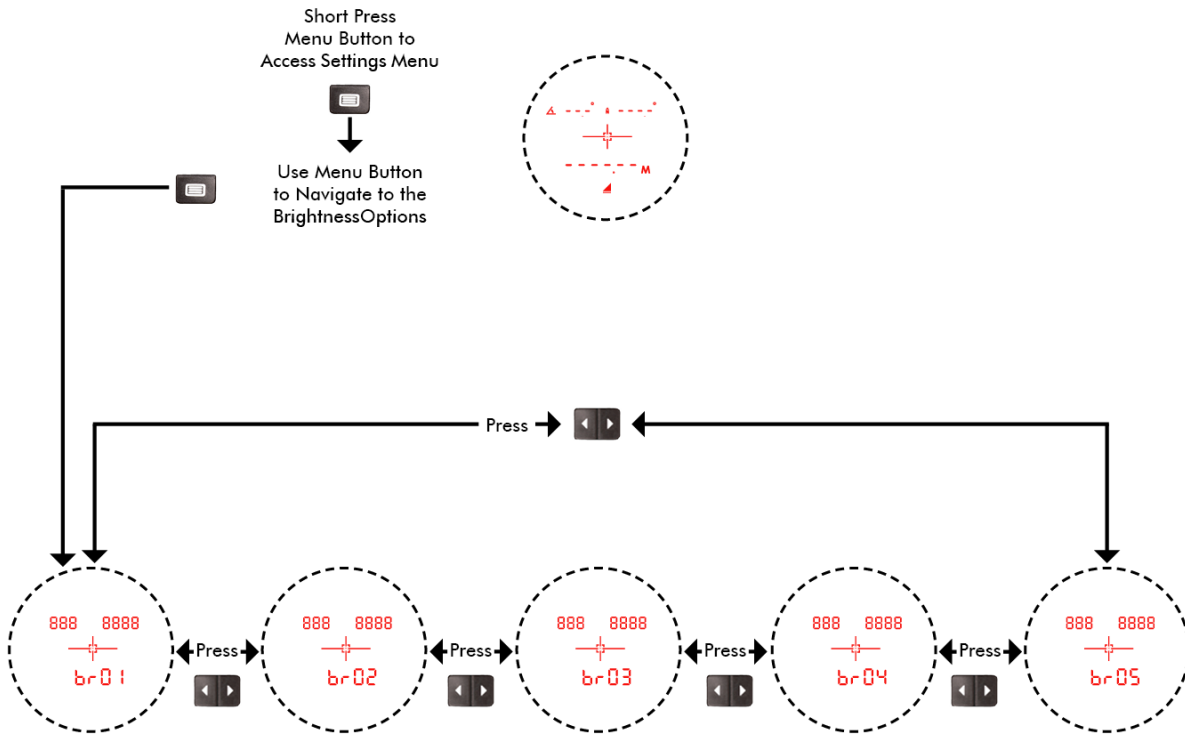 Short Press
Menu Button to
Access Settings Menu
Use Menu Button
to Navigate to the
BrightnessOptions
M
Press
888 8888
br01
Press
888 8888
br02
Press
888 8888
br03
Press
888 8888
br04
Press
888 8888
br05